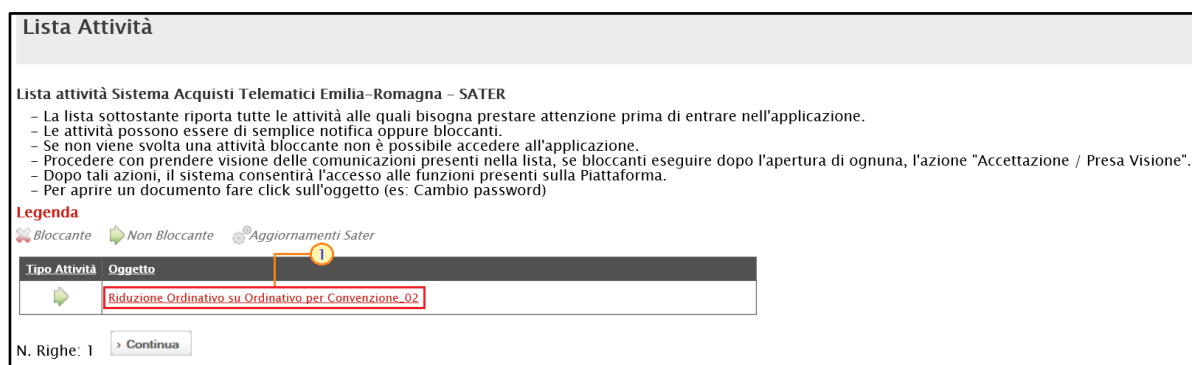 Lista Attività
Lista attività Sistema Acquisti Telematici Emilia-Romagna - SATER
- La lista sottostante riporta tutte le attività alle quali bisogna prestare attenzione prima di entrare nell'applicazione.
- Le attività possono essere di semplice notifica oppure bloccanti.
- Se non viene svolta una attività bloccante non è possibile accedere all'applicazione.
- Procedere con prendere visione delle comunicazioni presenti nella lista, se bloccanti eseguire dopo l'apertura di ognuna, l'azione "Accettazione / Presa Visione".
- Dopo tali azioni, il sistema consentirà l'accesso alle funzioni presenti sulla Piattaforma.
- Per aprire un documento fare click sull'oggetto (es: Cambio password)
Legenda
Bloccante Non Bloccante Aggiornamenti Sater
1
Tipo Attività Oggetto
Riduzione Ordinativo su Ordinativo per Convenzione_02
N. Righe: 1 › Continua